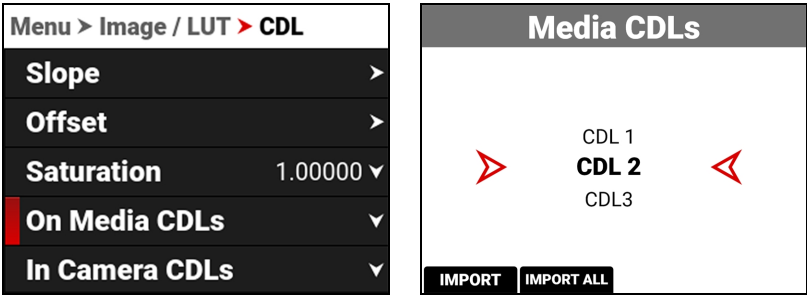 Menu > Image / LUT > CDL
Slope
Offset
Saturation 1.00000
On Media CDLs
In Camera CDLs
Media CDLs
CDL 1
CDL 2
CDL3
IMPORT IMPORT ALL